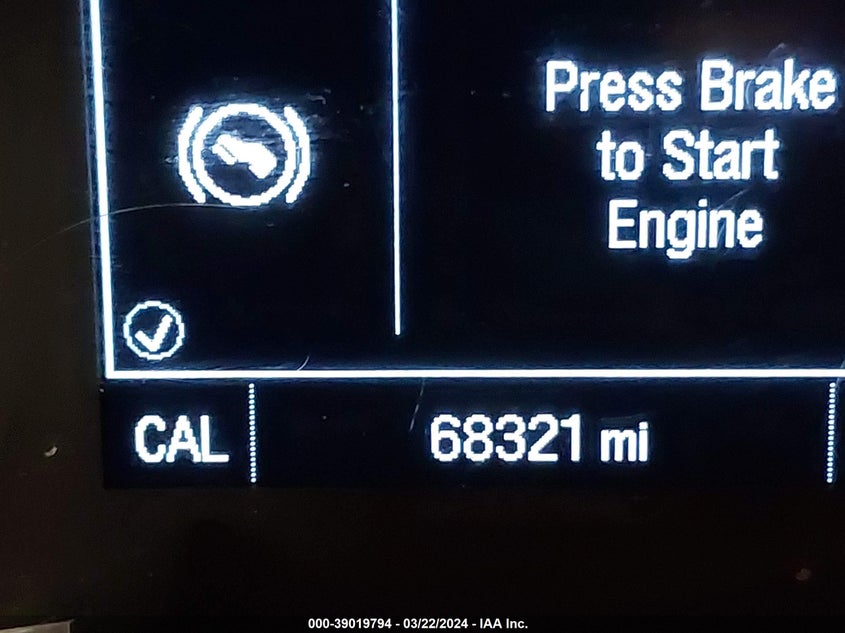 Press Brake
to Start
Engine
CAL
68321 mi
000-39019794 - 03/22/2024 - IAA Inc.